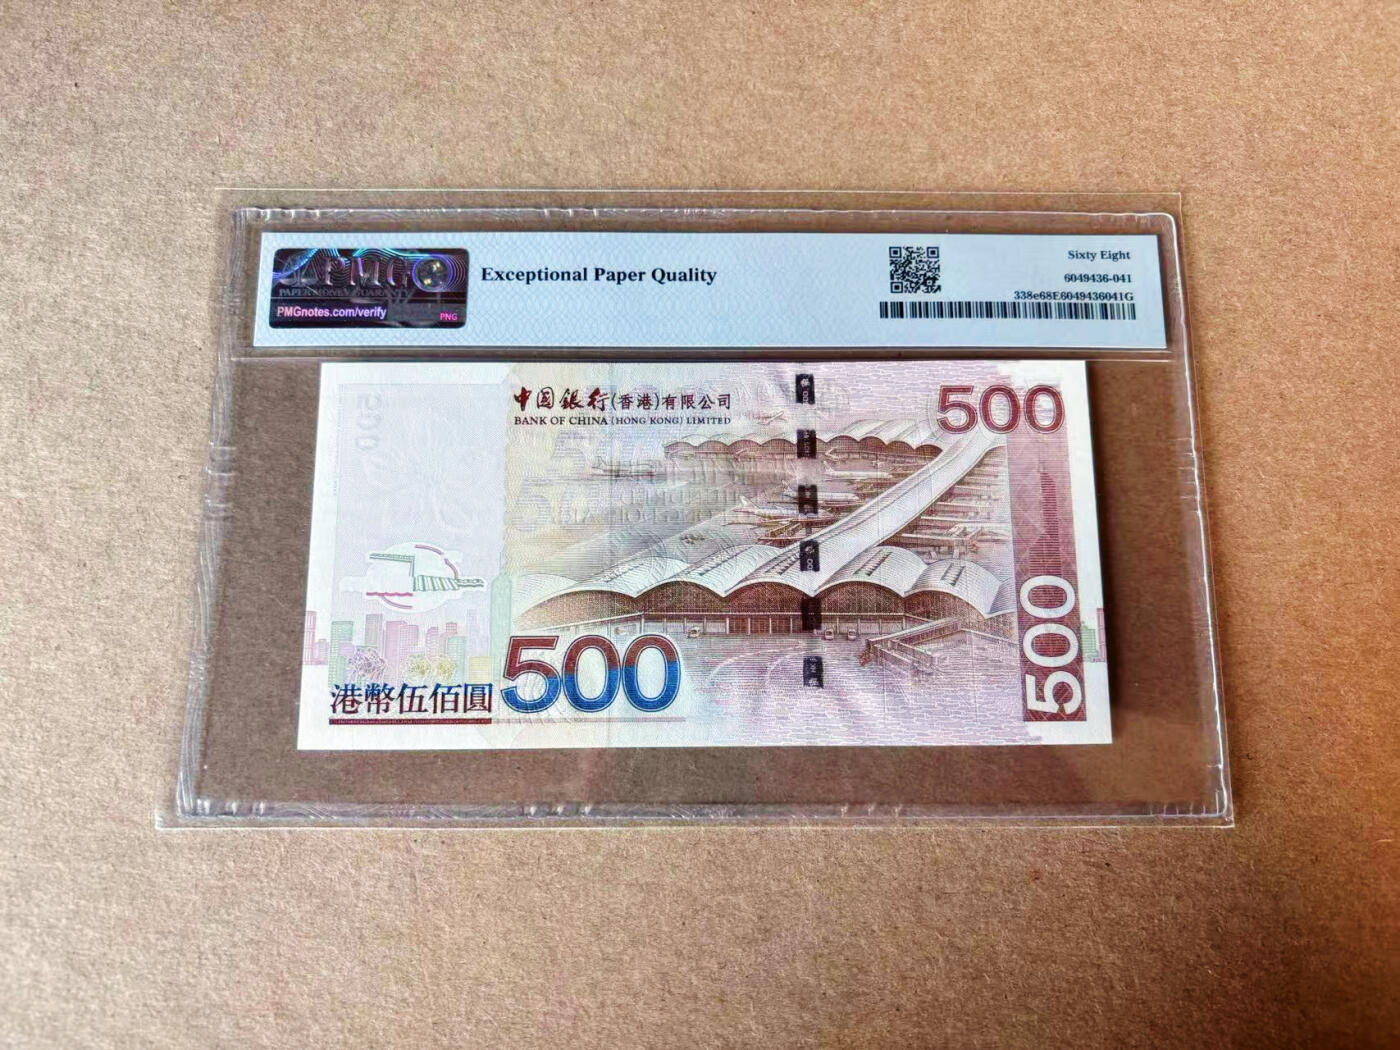 PMG
PAPER MONEY GUARANTY
PMGnotes.com/verify
PNG
Exceptional Paper Quality
Sixty Eight
6049436-041
338e68E6049436041G
中国銀行(香港)有限公司
BANK OF CHINA (HONG KONG) LIMITED
500
500
港幣伍佰圓
500
500